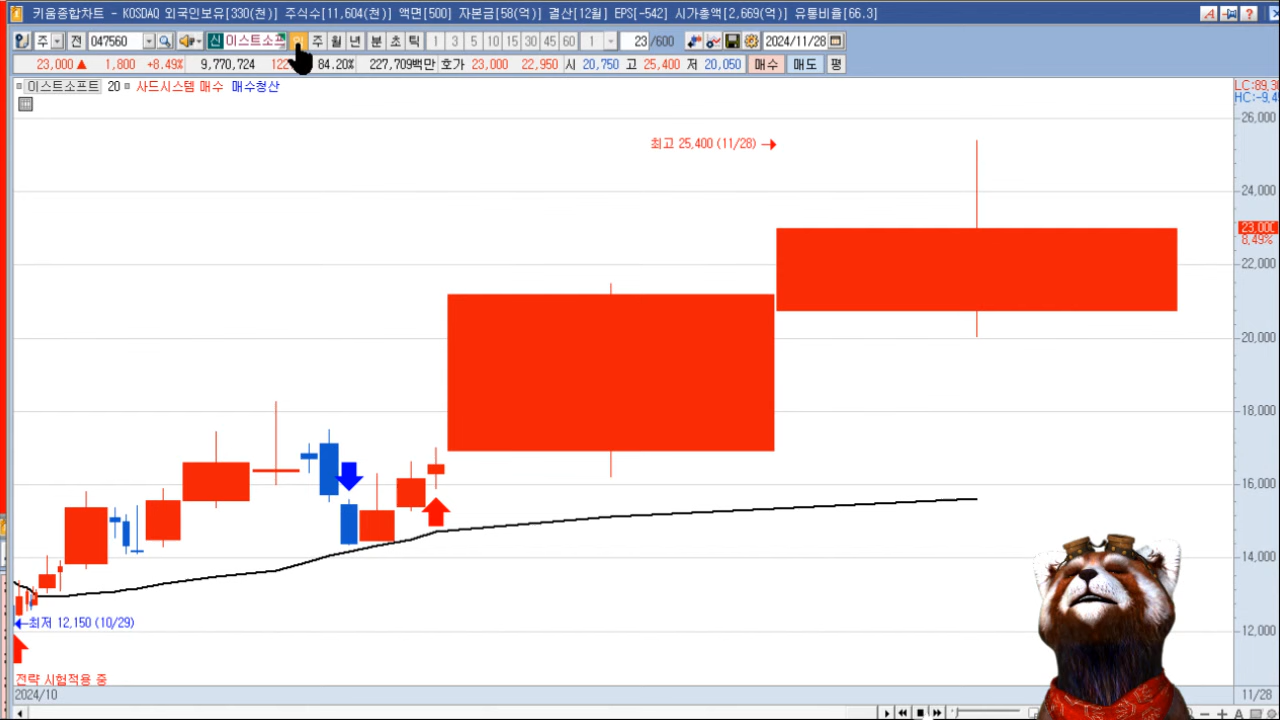 키움종합차트 - KOSDAQ 외국인보유[330(천)] 주식수[11,604(천)] 액면[500] 자본금[58(억)] 결산[12월] EPS[-542] 시가총액[2,669(억)] 유통비율[66.3]
주 전 047560 신 이스트소프 일 주 월 년 분 초 틱 1 3 5 10 15 30 45 60 1 23 /600 2024/11/28
23,000 ▲ 1,800 +8.49% 9,770,724 84.20% 227,709백만 호가 23,000 22,950 시 20,750 고 25,400 저 20,050 매수 매도 평
이스트소프트 20 사드시스템 매수 매수청산
26,000
최고 25,400 (11/28) →
24,000
23,000
8.49%
22,000
20,000
18,000
16,000
14,000
12,000
←최저 12,150 (10/29)
전략 시험적용 중
2024/10
11/28